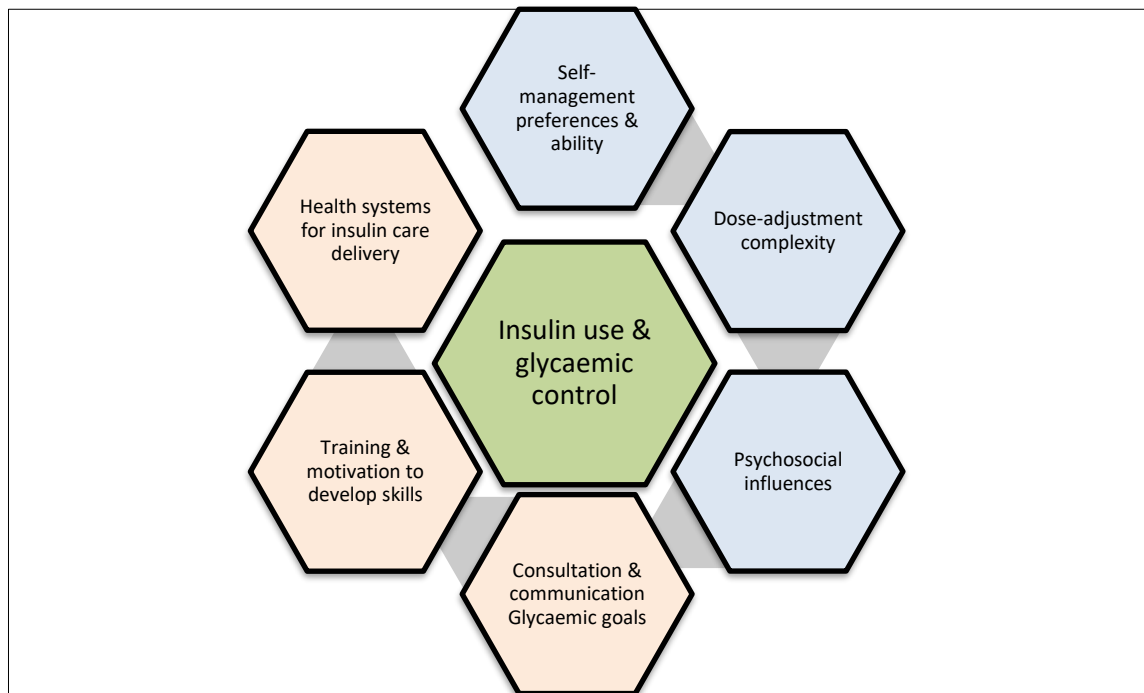 Self-
management
preferences &
ability
Dose-adjustment
complexity
Psychosocial
influences
Consultation &
communication
Glycaemic goals
Training &
motivation to
develop skills
Health systems
for insulin care
delivery
Insulin use &
glycaemic
control